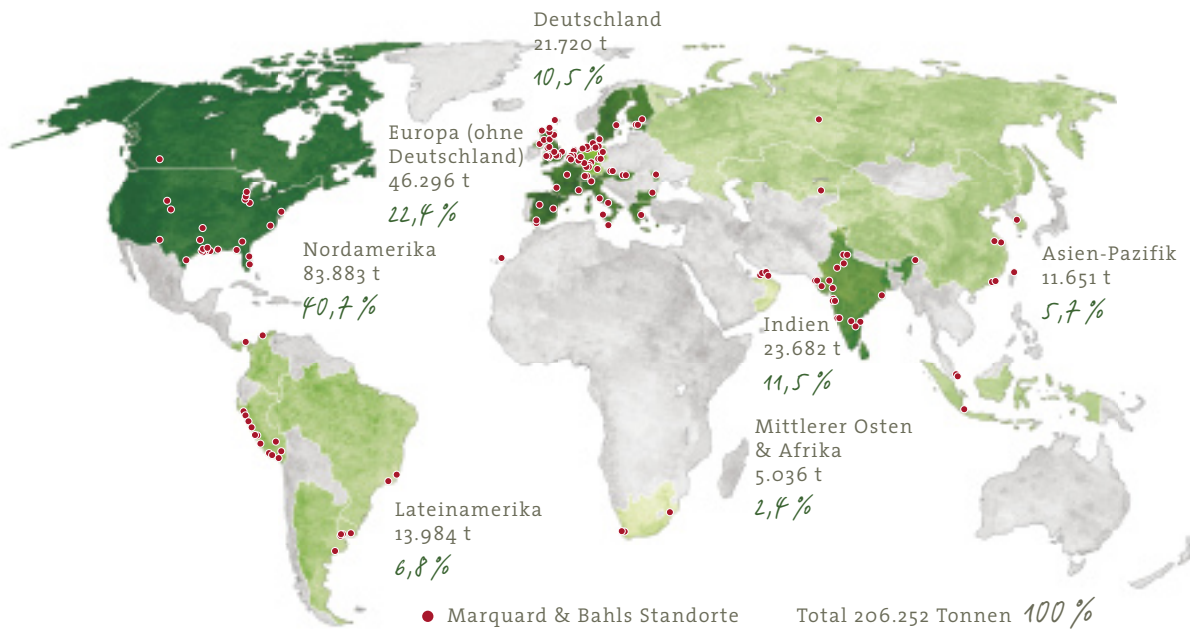 Deutschland
21.720 t
10,5 %
Europa (ohne
Deutschland)
46.296 t
22,4 %
Nordamerika
83.883 t
40,7 %
Asien-Pazifik
11.651 t
5,7 %
Indien
23.682 t
11,5 %
Mittlerer Osten
& Afrika
5.036 t
2,4 %
Lateinamerika
13.984 t
6,8 %
Marquard & Bahls Standorte
Total 206.252 Tonnen 100 %